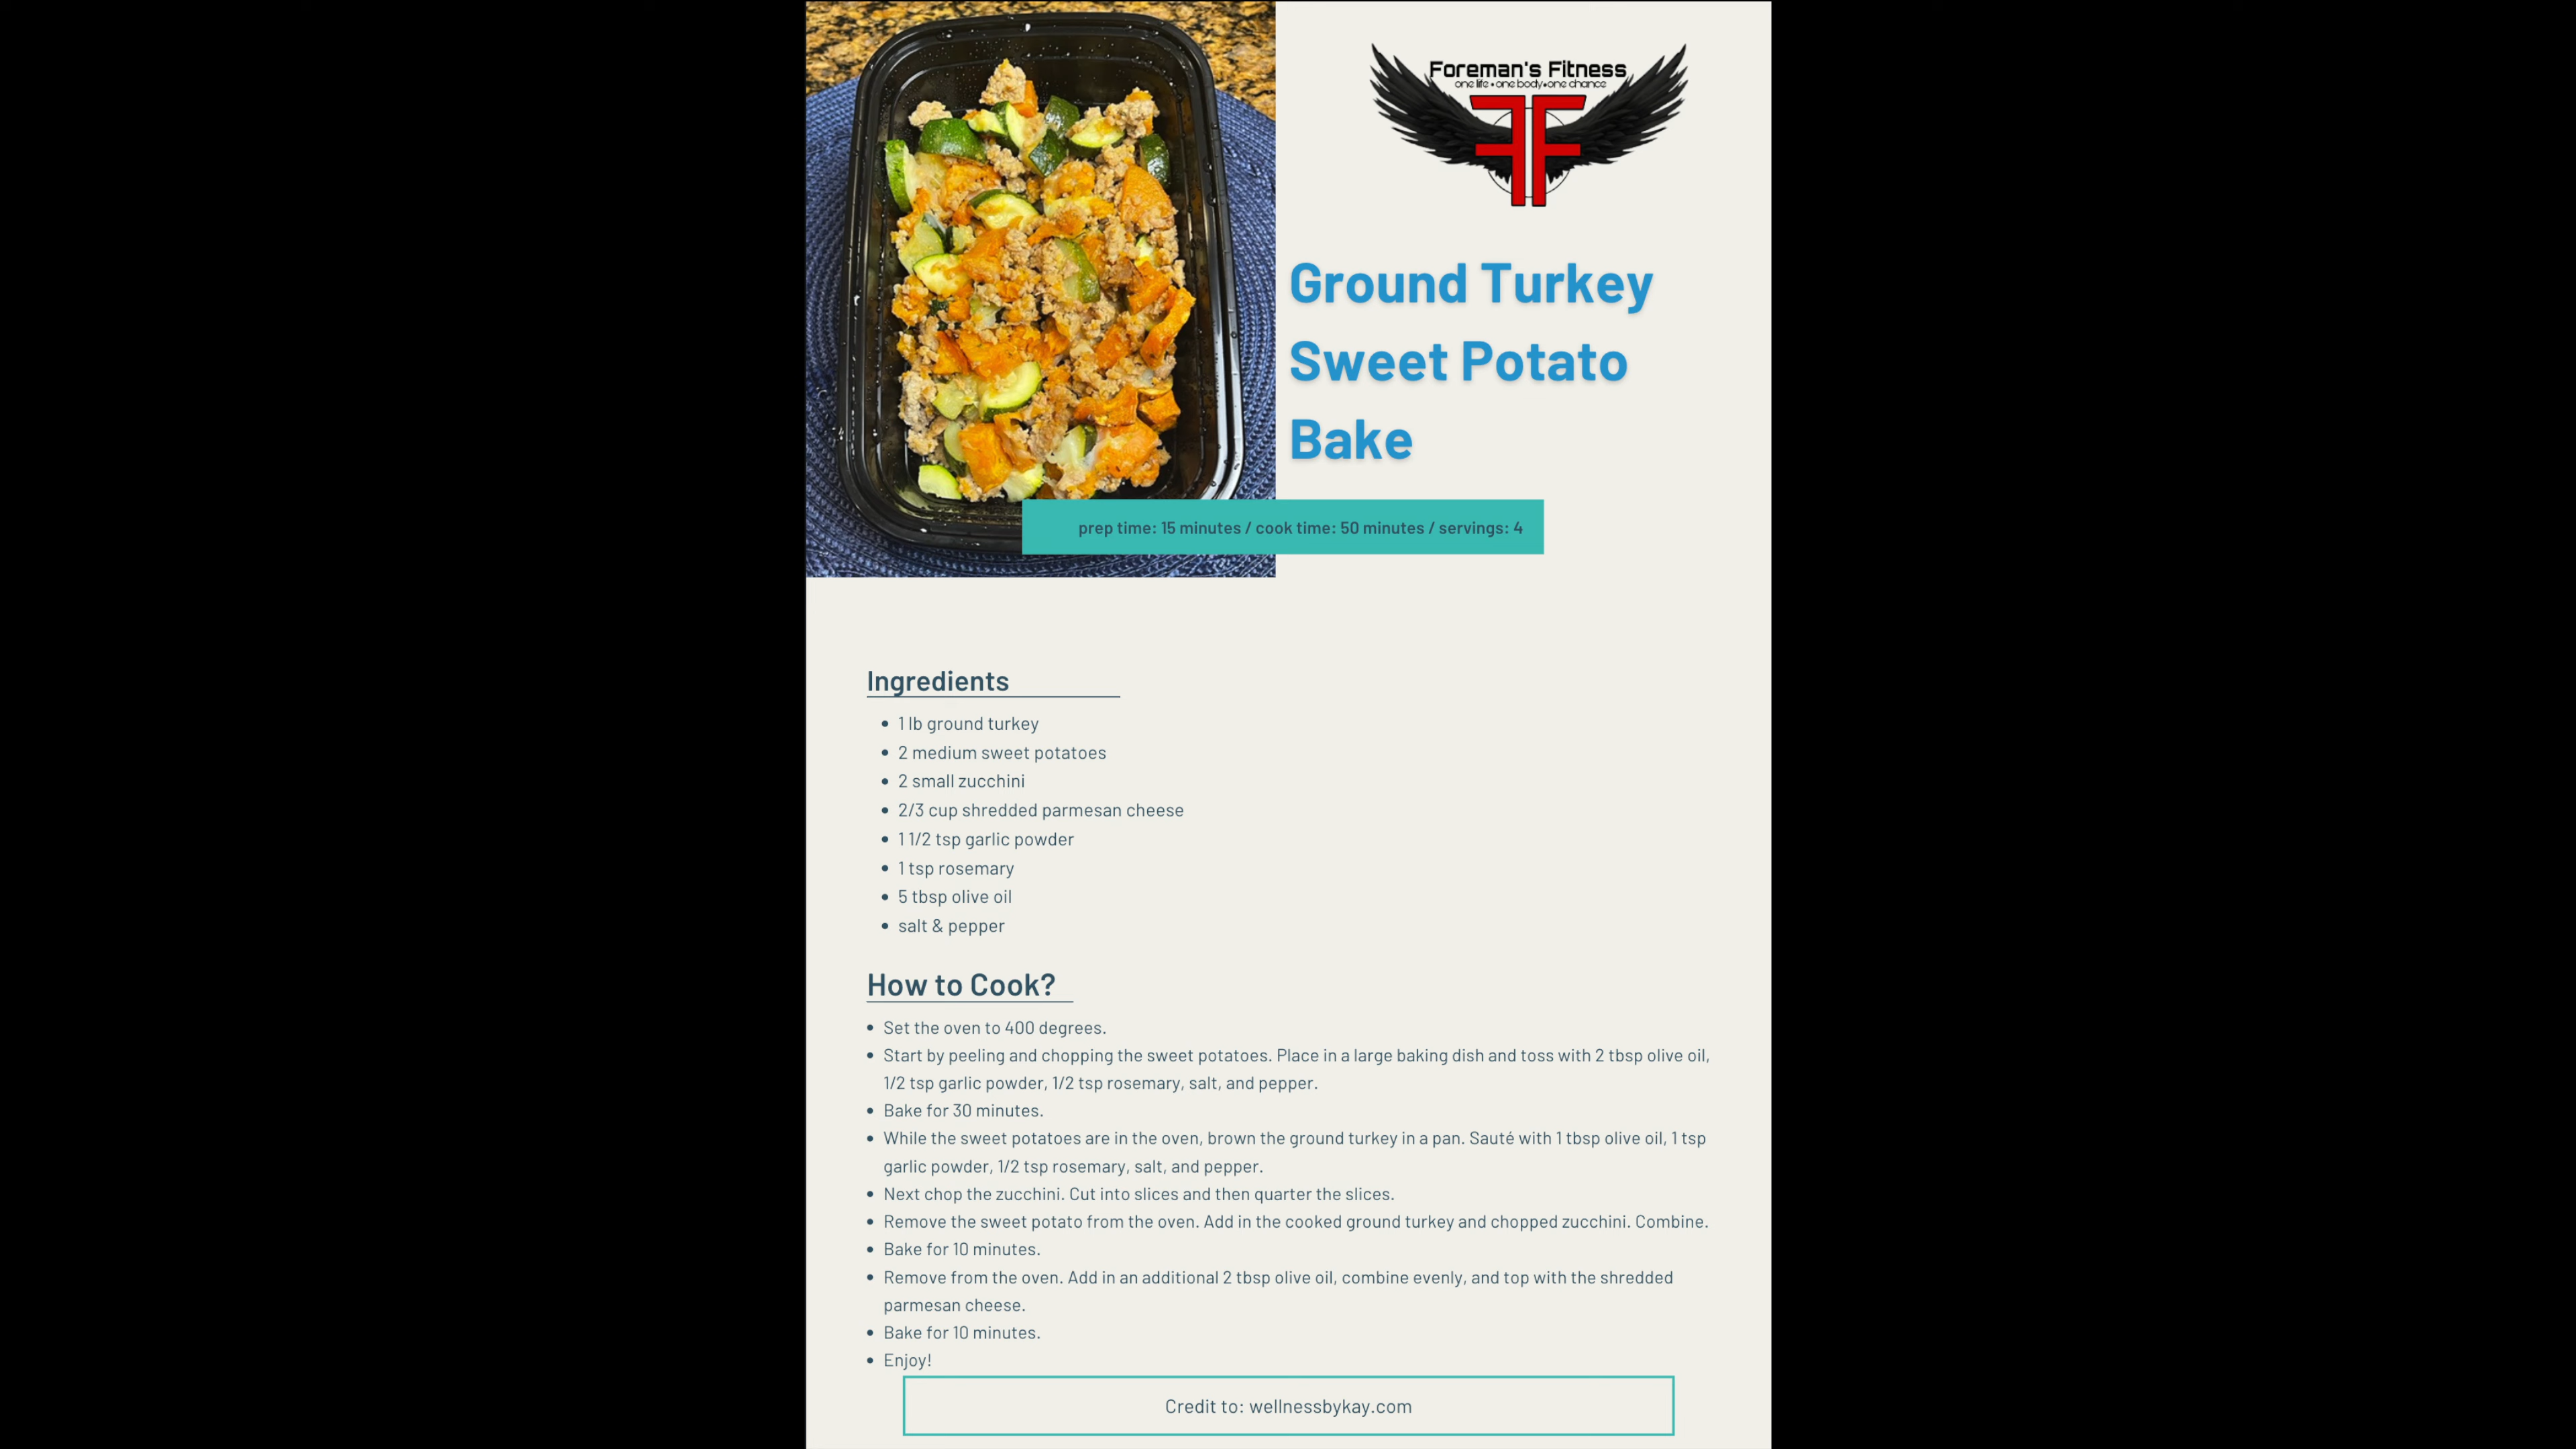 Foreman's Fitness
one life • one body • one chance
FF
Ground Turkey
Sweet Potato
Bake
prep time: 15 minutes / cook time: 50 minutes / servings: 4
Ingredients
• 1 lb ground turkey
• 2 medium sweet potatoes
• 2 small zucchini
• 2/3 cup shredded parmesan cheese
• 1 1/2 tsp garlic powder
• 1 tsp rosemary
• 5 tbsp olive oil
• salt & pepper
How to Cook?
• Set the oven to 400 degrees.
• Start by peeling and chopping the sweet potatoes. Place in a large baking dish and toss with 2 tbsp olive oil,
1/2 tsp garlic powder, 1/2 tsp rosemary, salt, and pepper.
• Bake for 30 minutes.
• While the sweet potatoes are in the oven, brown the ground turkey in a pan. Sauté with 1 tbsp olive oil, 1 tsp
garlic powder, 1/2 tsp rosemary, salt, and pepper.
• Next chop the zucchini. Cut into slices and then quarter the slices.
• Remove the sweet potato from the oven. Add in the cooked ground turkey and chopped zucchini. Combine.
• Bake for 10 minutes.
• Remove from the oven. Add in an additional 2 tbsp olive oil, combine evenly, and top with the shredded
parmesan cheese.
• Bake for 10 minutes.
• Enjoy!
Credit to: wellnessbykay.com